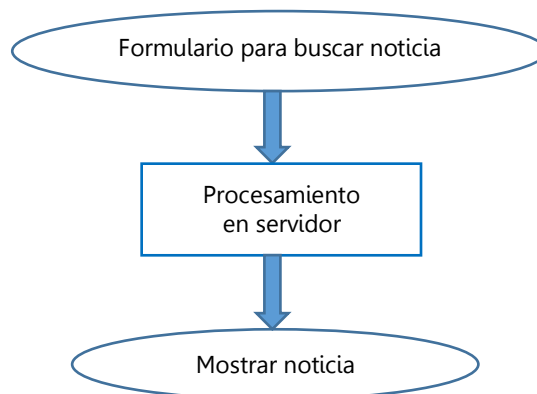 Formulario para buscar noticia
Procesamiento
en servidor
Mostrar noticia